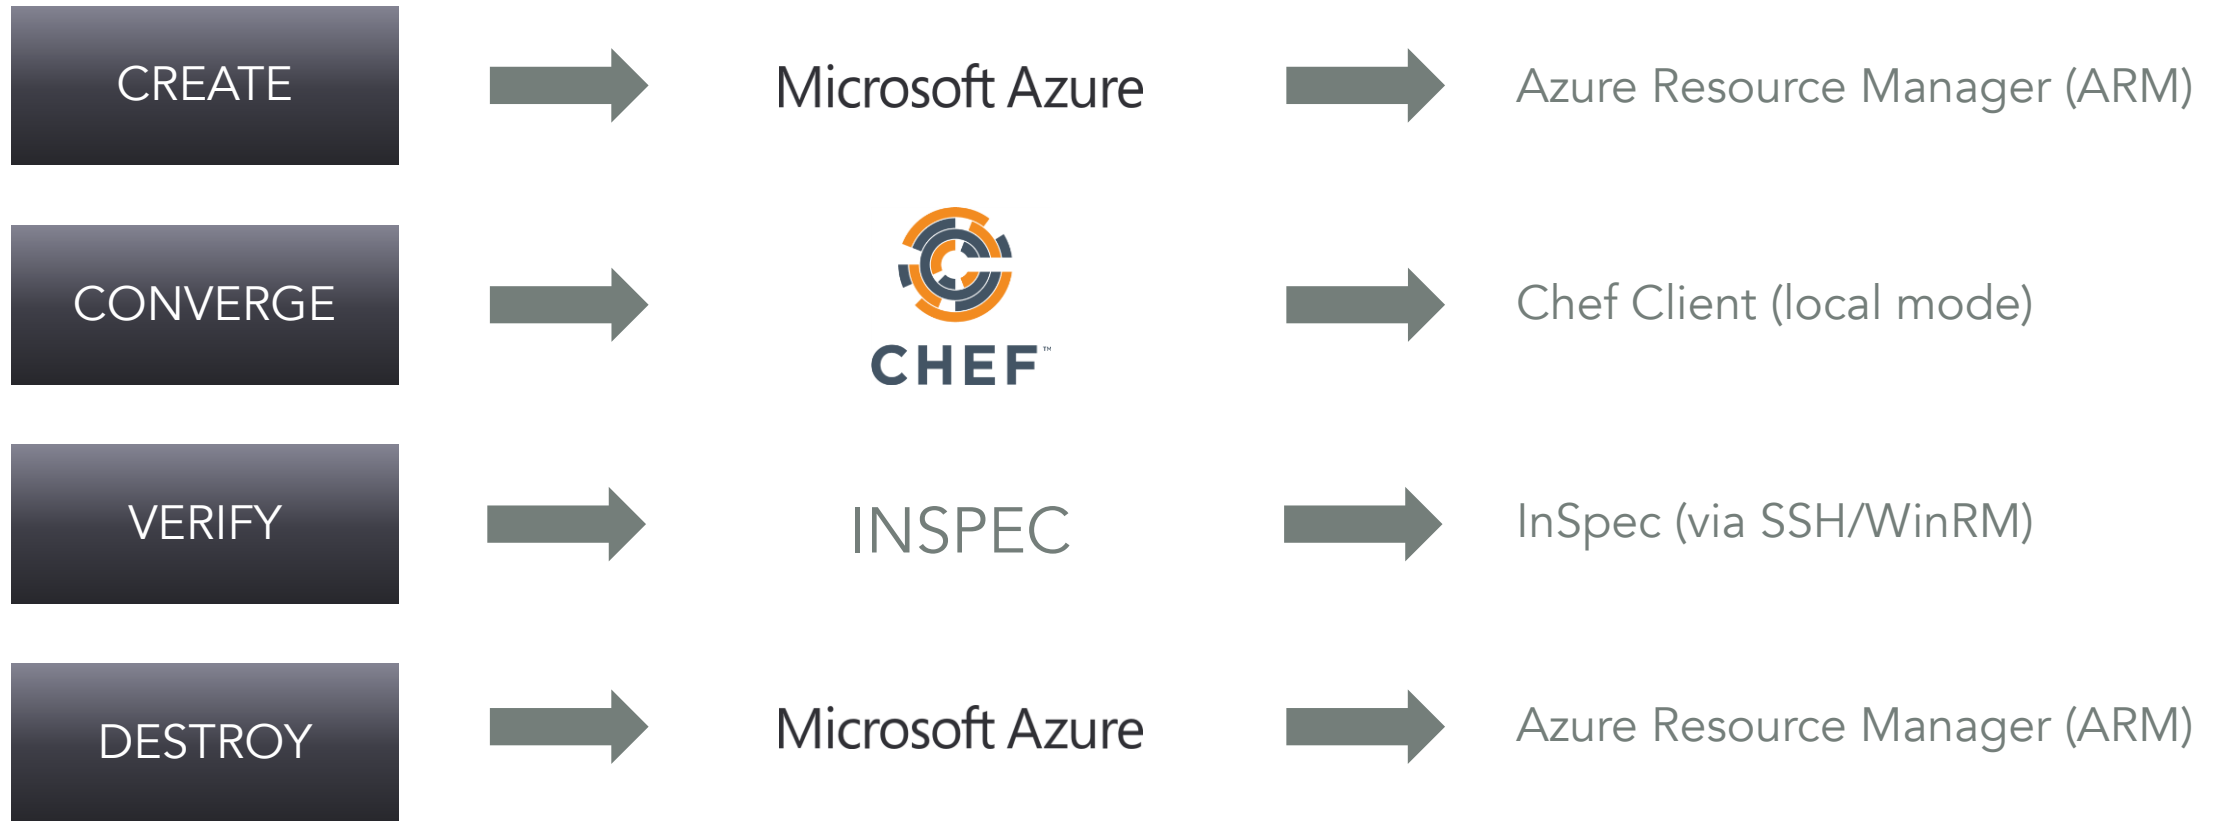 CREATE
Microsoft Azure
Azure Resource Manager (ARM)
CONVERGE
CHEF™
Chef Client (local mode)
VERIFY
INSPEC
InSpec (via SSH/WinRM)
DESTROY
Microsoft Azure
Azure Resource Manager (ARM)